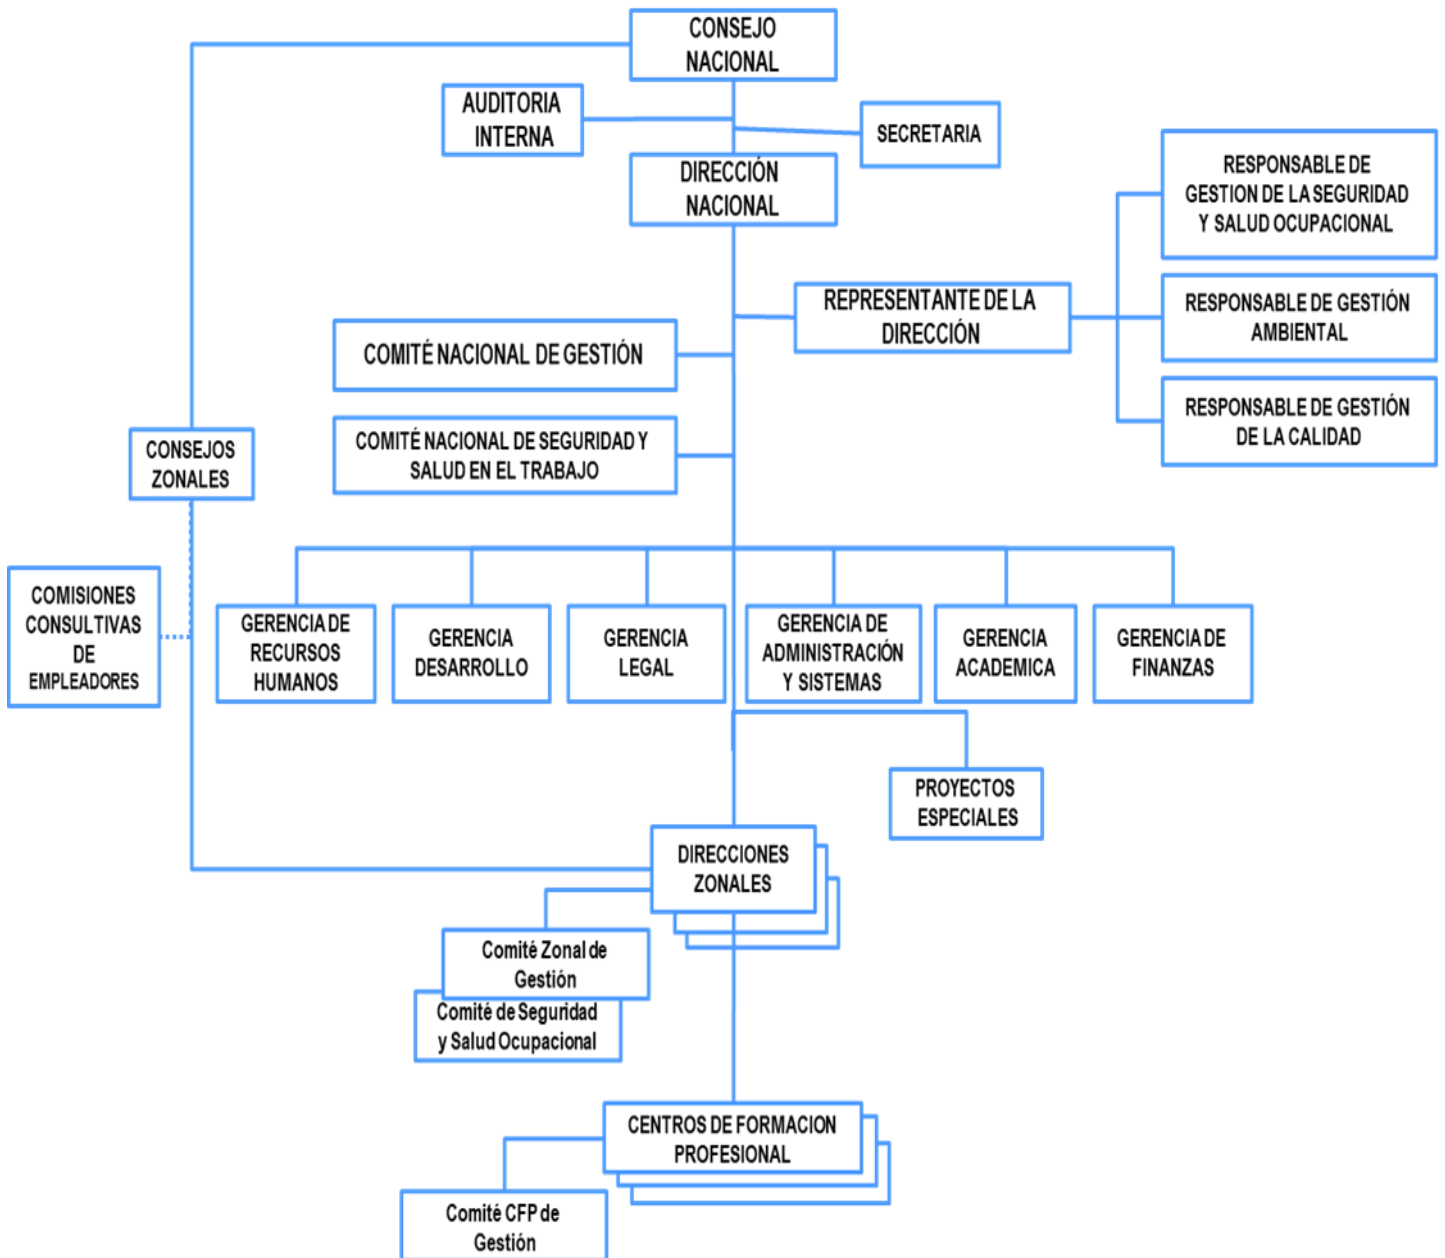 CONSEJO
NACIONAL
AUDITORIA
INTERNA
SECRETARIA
DIRECCIÓN
NACIONAL
RESPONSABLE DE
GESTION DE LA SEGURIDAD
Y SALUD OCUPACIONAL
REPRESENTANTE DE LA
DIRECCIÓN
RESPONSABLE DE GESTIÓN
AMBIENTAL
COMITÉ NACIONAL DE GESTIÓN
RESPONSABLE DE GESTIÓN
DE LA CALIDAD
COMITÉ NACIONAL DE SEGURIDAD Y
SALUD EN EL TRABAJO
CONSEJOS
ZONALES
COMISIONES
CONSULTIVAS
DE
EMPLEADORES
GERENCIA DE
RECURSOS
HUMANOS
GERENCIA
DESARROLLO
GERENCIA
LEGAL
GERENCIA DE
ADMINISTRACIÓN
Y SISTEMAS
GERENCIA
ACADEMICA
GERENCIA DE
FINANZAS
PROYECTOS
ESPECIALES
DIRECCIONES
ZONALES
Comité Zonal de
Gestión
Comité de Seguridad
y Salud Ocupacional
CENTROS DE FORMACION
PROFESIONAL
Comité CFP de
Gestión